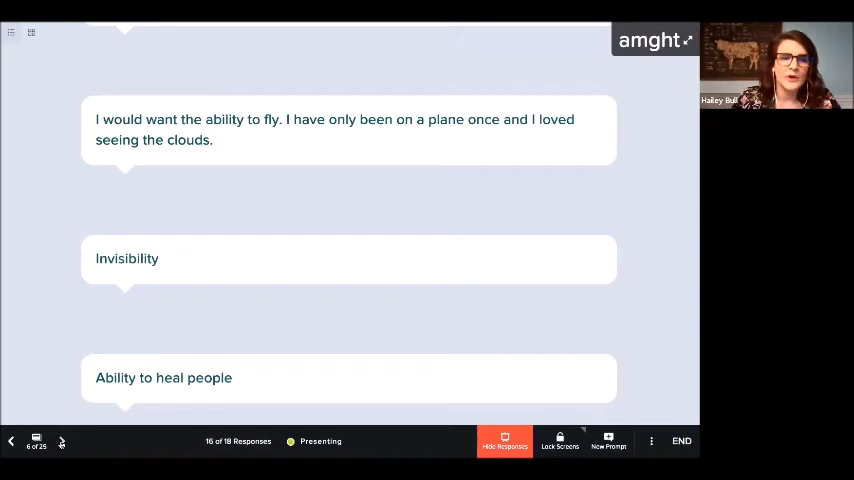 amght
Hailey Bull
I would want the ability to fly. I have only been on a plane once and I loved
seeing the clouds.
Invisibility
Ability to heal people
6 of 25
16 of 18 Responses
Presenting
Hide Responses
Lock Screens
New Prompt
END